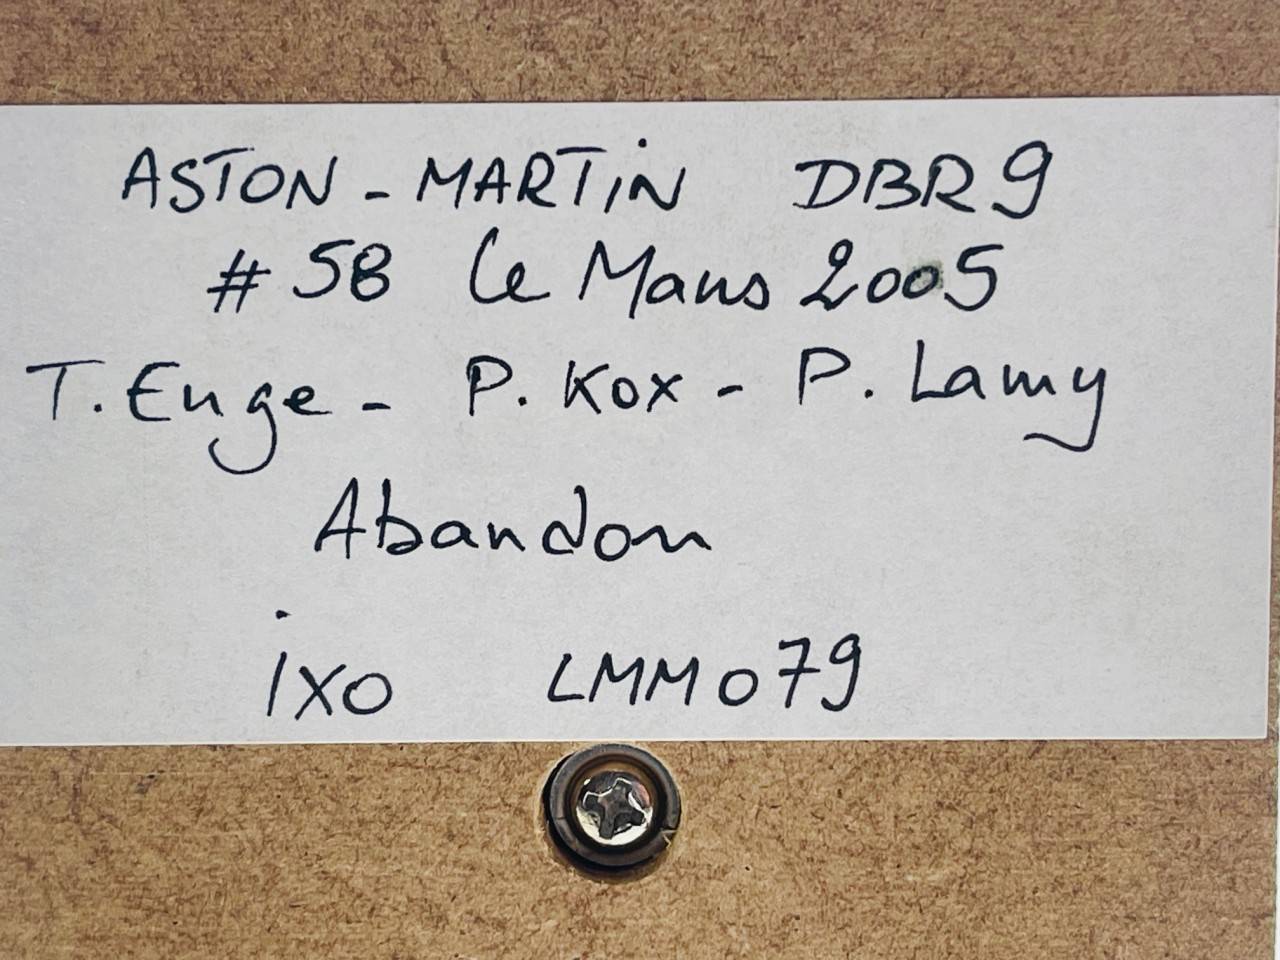 ASTON-MARTiN DBR9
# 58 Le Mans 2005
T. Enge - P. Kox - P. Lamy
Abandon
ixo LMM079